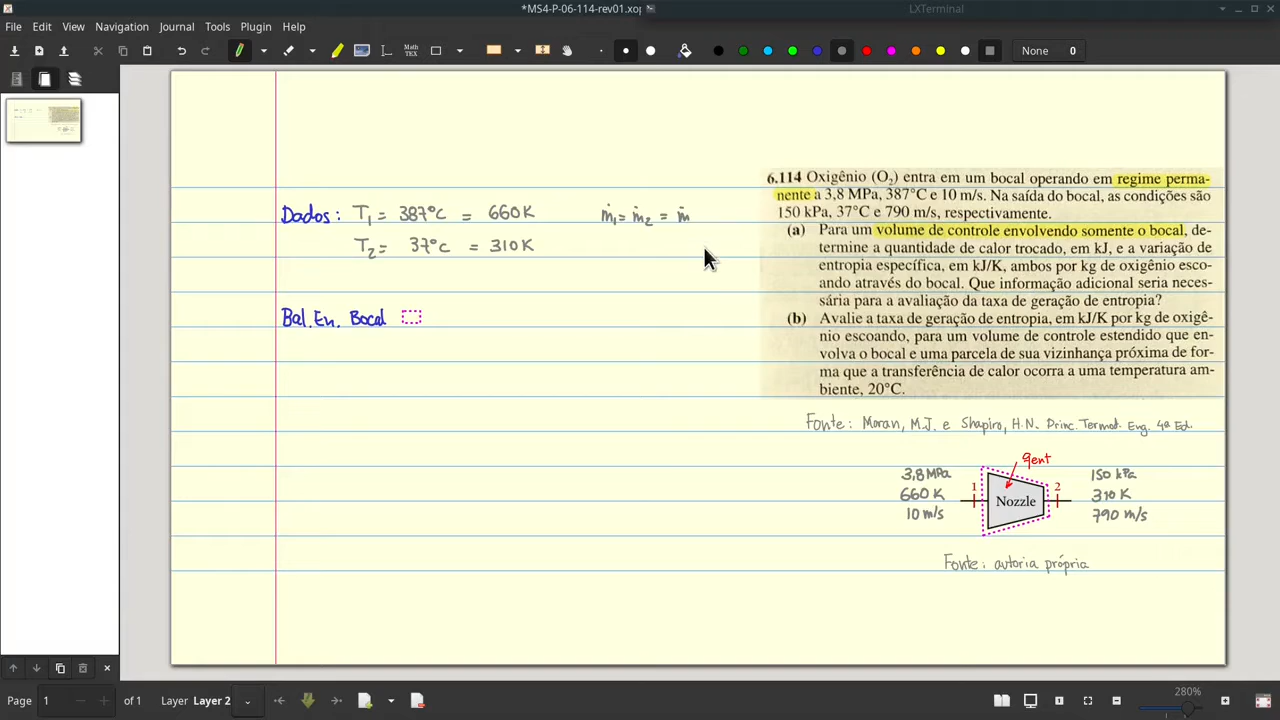 *MS4-P-06-114-rev01.xop
LXTerminal
File Edit View Navigation Journal Tools Plugin Help
Math
TEX
None 0
Dados: T₁ = 387°C = 660K ṁ₁ = ṁ₂ = ṁ
T₂ = 37°C = 310K
Bal. En. Bocal
6.114 Oxigênio (O₂) entra em um bocal operando em regime perma-
nente a 3,8 MPa, 387°C e 10 m/s. Na saída do bocal, as condições são
150 kPa, 37°C e 790 m/s, respectivamente.
(a) Para um volume de controle envolvendo somente o bocal, de-
termine a quantidade de calor trocado, em kJ, e a variação de
entropia específica, em kJ/K, ambos por kg de oxigênio esco-
ando através do bocal. Que informação adicional seria neces-
sária para a avaliação da taxa de geração de entropia?
(b) Avalie a taxa de geração de entropia, em kJ/K por kg de oxigê-
nio escoando, para um volume de controle estendido que en-
volva o bocal e uma parcela de sua vizinhança próxima de for-
ma que a transferência de calor ocorra a uma temperatura am-
biente, 20°C.
Fonte: Moran, M.J. e Shapiro, H.N. Princ. Termod. Eng. 4ª Ed.
qent
3,8 MPa
660 K
10 m/s
1
Nozzle
2
150 kPa
310 K
790 m/s
Fonte: autoria própria
Page 1 of 1 Layer Layer 2 280%